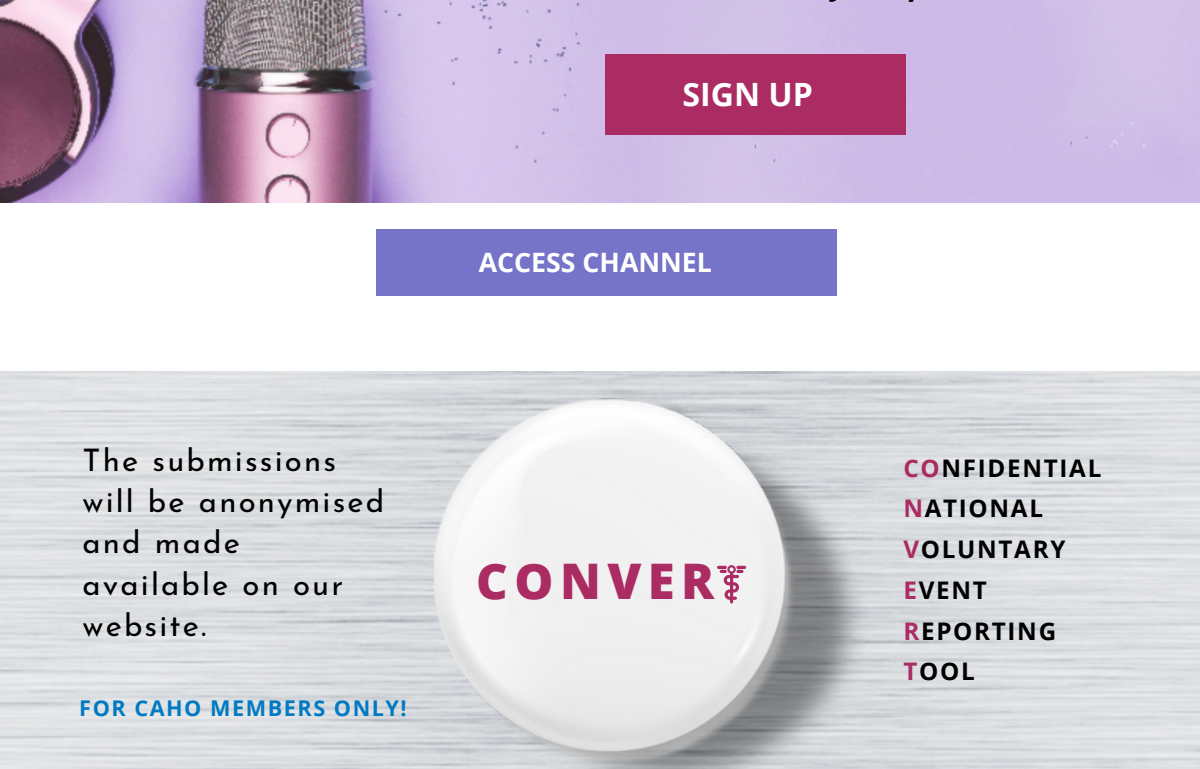 SIGN UP
ACCESS CHANNEL
The submissions
will be anonymised
and made
available on our
website.
FOR CAHO MEMBERS ONLY!
CONVERT
CONFIDENTIAL
NATIONAL
VOLUNTARY
EVENT
REPORTING
TOOL